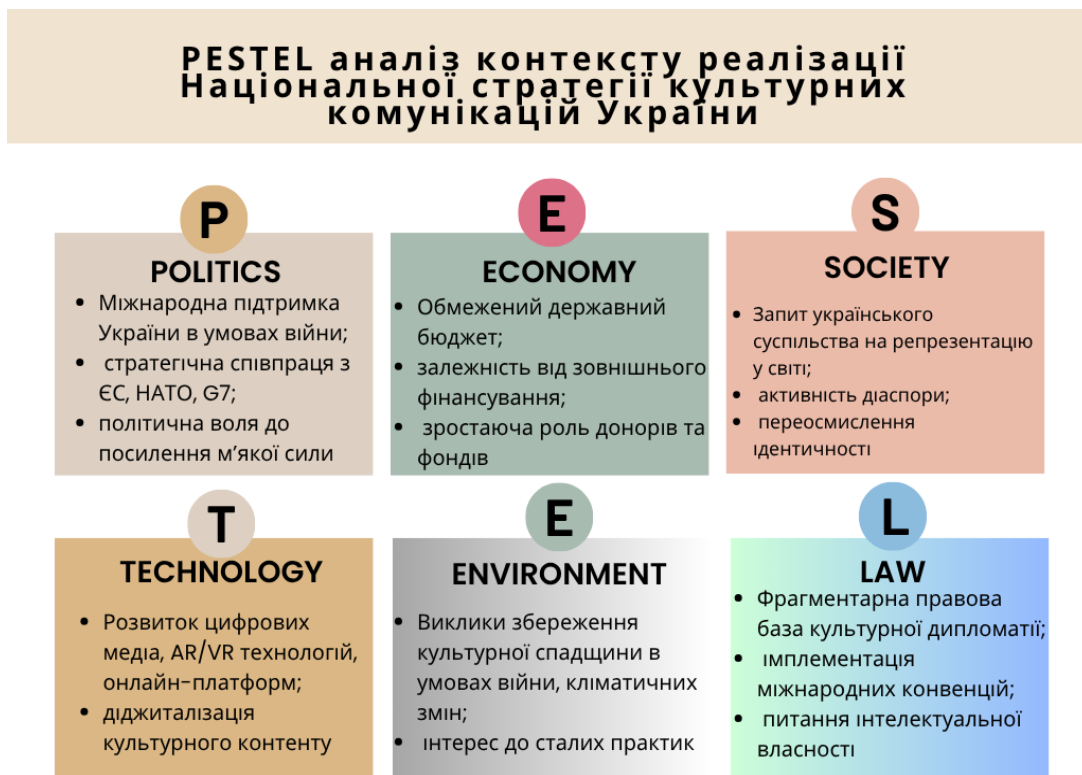 PESTEL аналіз контексту реалізації
Національної стратегії культурних
комунікацій України
P
POLITICS
• Міжнародна підтримка
України в умовах війни;
• стратегічна співпраця з
ЄС, НАТО, G7;
• політична воля до
посилення м’якої сили
E
ECONOMY
• Обмежений державний
бюджет;
• залежність від зовнішнього
фінансування;
• зростаюча роль донорів та
фондів
S
SOCIETY
• Запит українського
суспільства на репрезентацію
у світі;
• активність діаспори;
• переосмислення
ідентичності
T
TECHNOLOGY
• Розвиток цифрових
медіа, AR/VR технологій,
онлайн-платформ;
• діджиталізація
культурного контенту
E
ENVIRONMENT
• Виклики збереження
культурної спадщини в
умовах війни, кліматичних
змін;
• інтерес до сталих практик
L
LAW
• Фрагментарна правова
база культурної дипломатії;
• імплементація
міжнародних конвенцій;
• питання інтелектуальної
власності